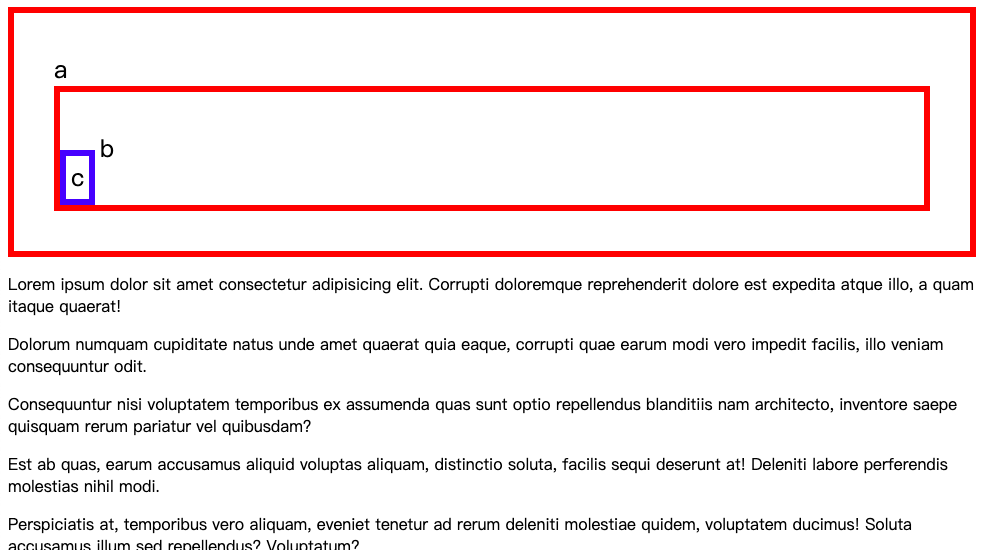 a
b
c
Lorem ipsum dolor sit amet consectetur adipisicing elit. Corrupti doloremque reprehenderit dolore est expedita atque illo, a quam
itaque quaerat!
Dolorum numquam cupiditate natus unde amet quaerat quia eaque, corrupti quae earum modi vero impedit facilis, illo veniam
consequuntur odit.
Consequuntur nisi voluptatem temporibus ex assumenda quas sunt optio repellendus blanditiis nam architecto, inventore saepe
quisquam rerum pariatur vel quibusdam?
Est ab quas, earum accusamus aliquid voluptas aliquam, distinctio soluta, facilis sequi deserunt at! Deleniti labore perferendis
molestias nihil modi.
Perspiciatis at, temporibus vero aliquam, eveniet tenetur ad rerum deleniti molestiae quidem, voluptatem ducimus! Soluta
accusamus illum sed repellendus? Voluptatum?